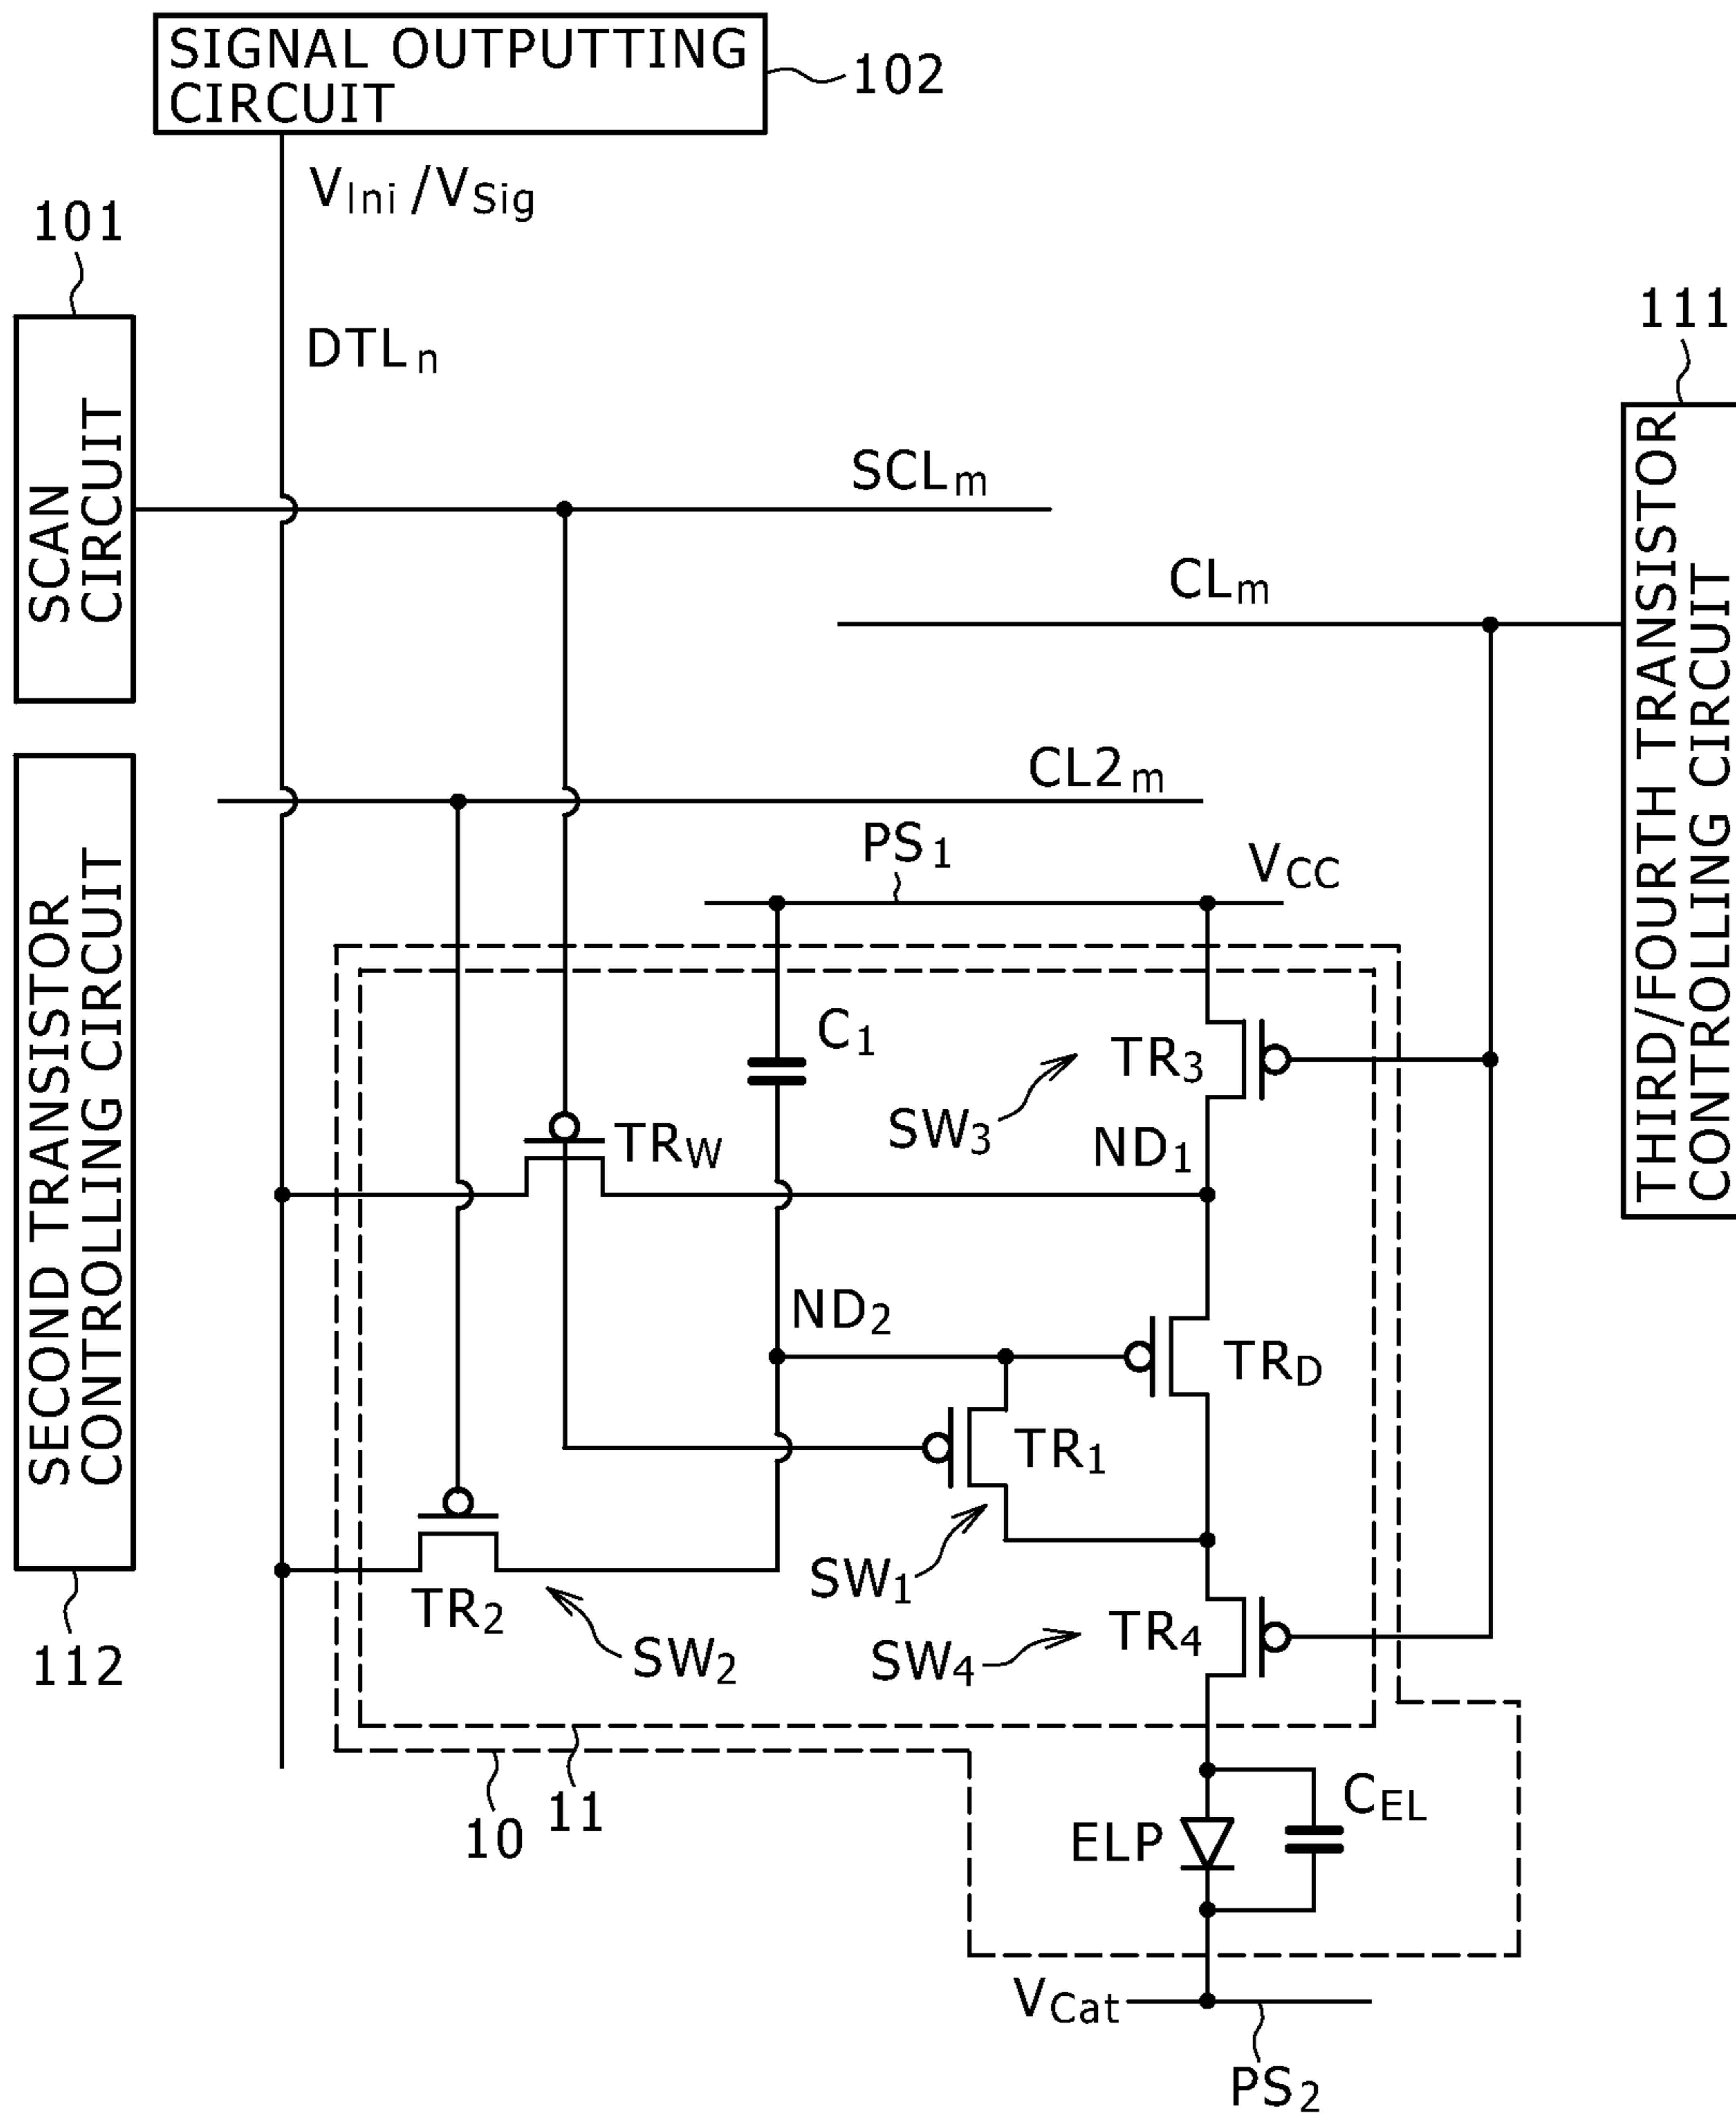 SIGNAL OUTPUTTING
CIRCUIT
102
VIni /VSig
101
DTLn
111
SCAN
CIRCUIT
SCLm
CLm
THIRD/FOURTH TRANSISTOR
CONTROLLING CIRCUIT
CL2m
SECOND TRANSISTOR
CONTROLLING CIRCUIT
PS1
VCC
C1
TR3
SW3
TRW
ND1
ND2
TRD
TR1
SW1
TR2
SW2
TR4
SW4
112
11
10
CEL
ELP
VCat
PS2